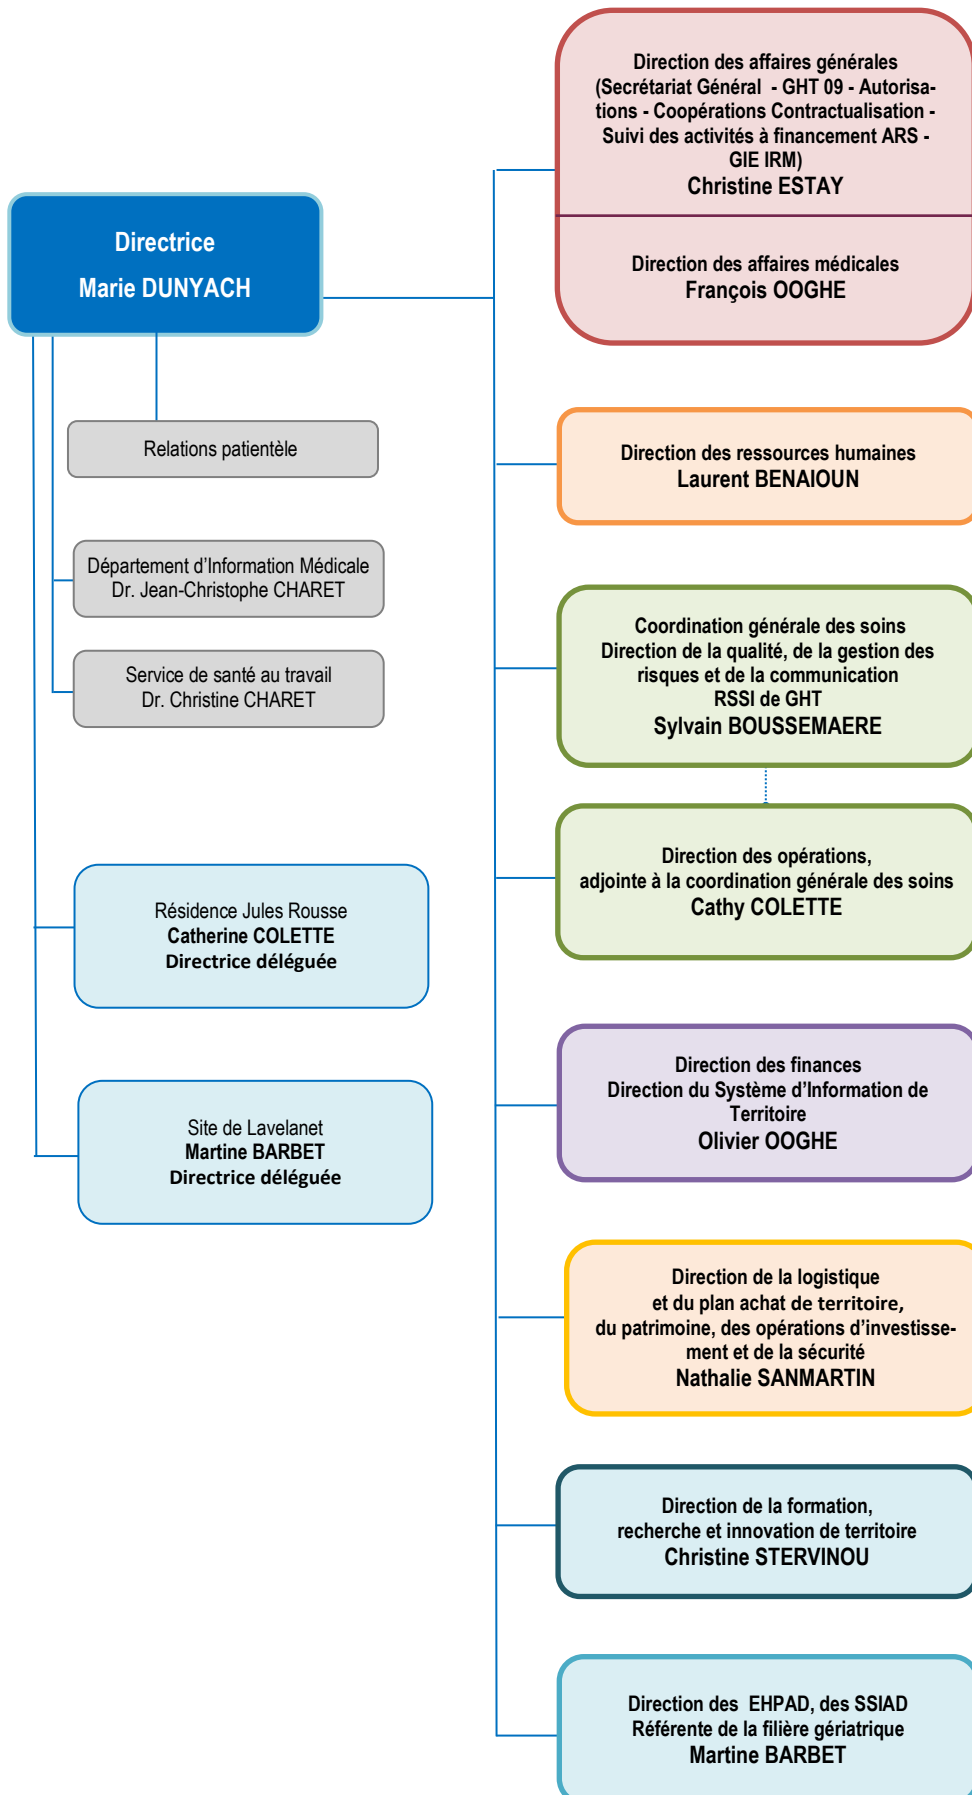 Directrice
Marie DUNYACH
Relations patientèle
Département d'Information Médicale
Dr. Jean-Christophe CHARET
Service de santé au travail
Dr. Christine CHARET
Résidence Jules Rousse
Catherine COLETTE
Directrice déléguée
Site de Lavelanet
Martine BARBET
Directrice déléguée
Direction des affaires générales
(Secrétariat Général - GHT 09 - Autorisa-
tions - Coopérations Contractualisation -
Suivi des activités à financement ARS -
GIE IRM)
Christine ESTAY
Direction des affaires médicales
François OOGHE
Direction des ressources humaines
Laurent BENAIOUN
Coordination générale des soins
Direction de la qualité, de la gestion des
risques et de la communication
RSSI de GHT
Sylvain BOUSSEMAERE
Direction des opérations,
adjointe à la coordination générale des soins
Cathy COLETTE
Direction des finances
Direction du Système d'Information de
Territoire
Olivier OOGHE
Direction de la logistique
et du plan achat de territoire,
du patrimoine, des opérations d'investisse-
ment et de la sécurité
Nathalie SANMARTIN
Direction de la formation,
recherche et innovation de territoire
Christine STERVINOU
Direction des EHPAD, des SSIAD
Référente de la filière gériatrique
Martine BARBET